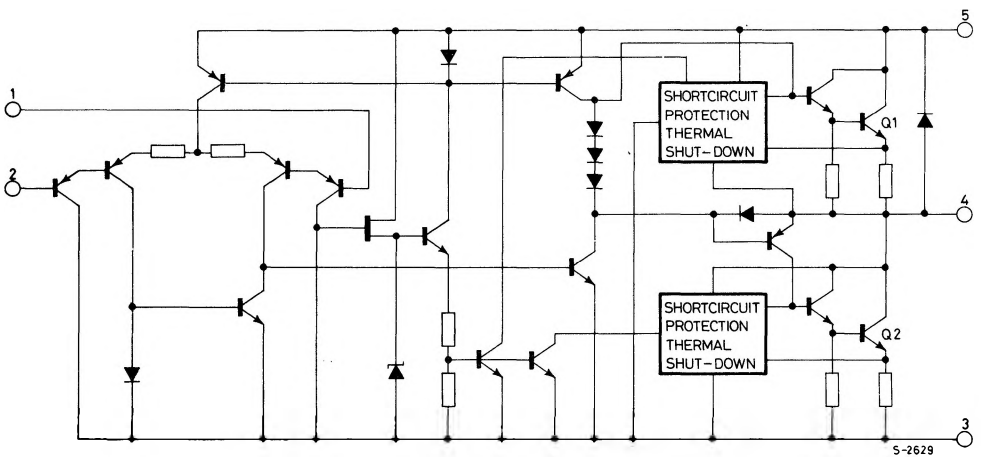 5
1
SHORTCIRCUIT
PROTECTION
THERMAL
SHUT-DOWN
Q1
2
4
SHORTCIRCUIT
PROTECTION
THERMAL
SHUT-DOWN
Q2
3
S-2629